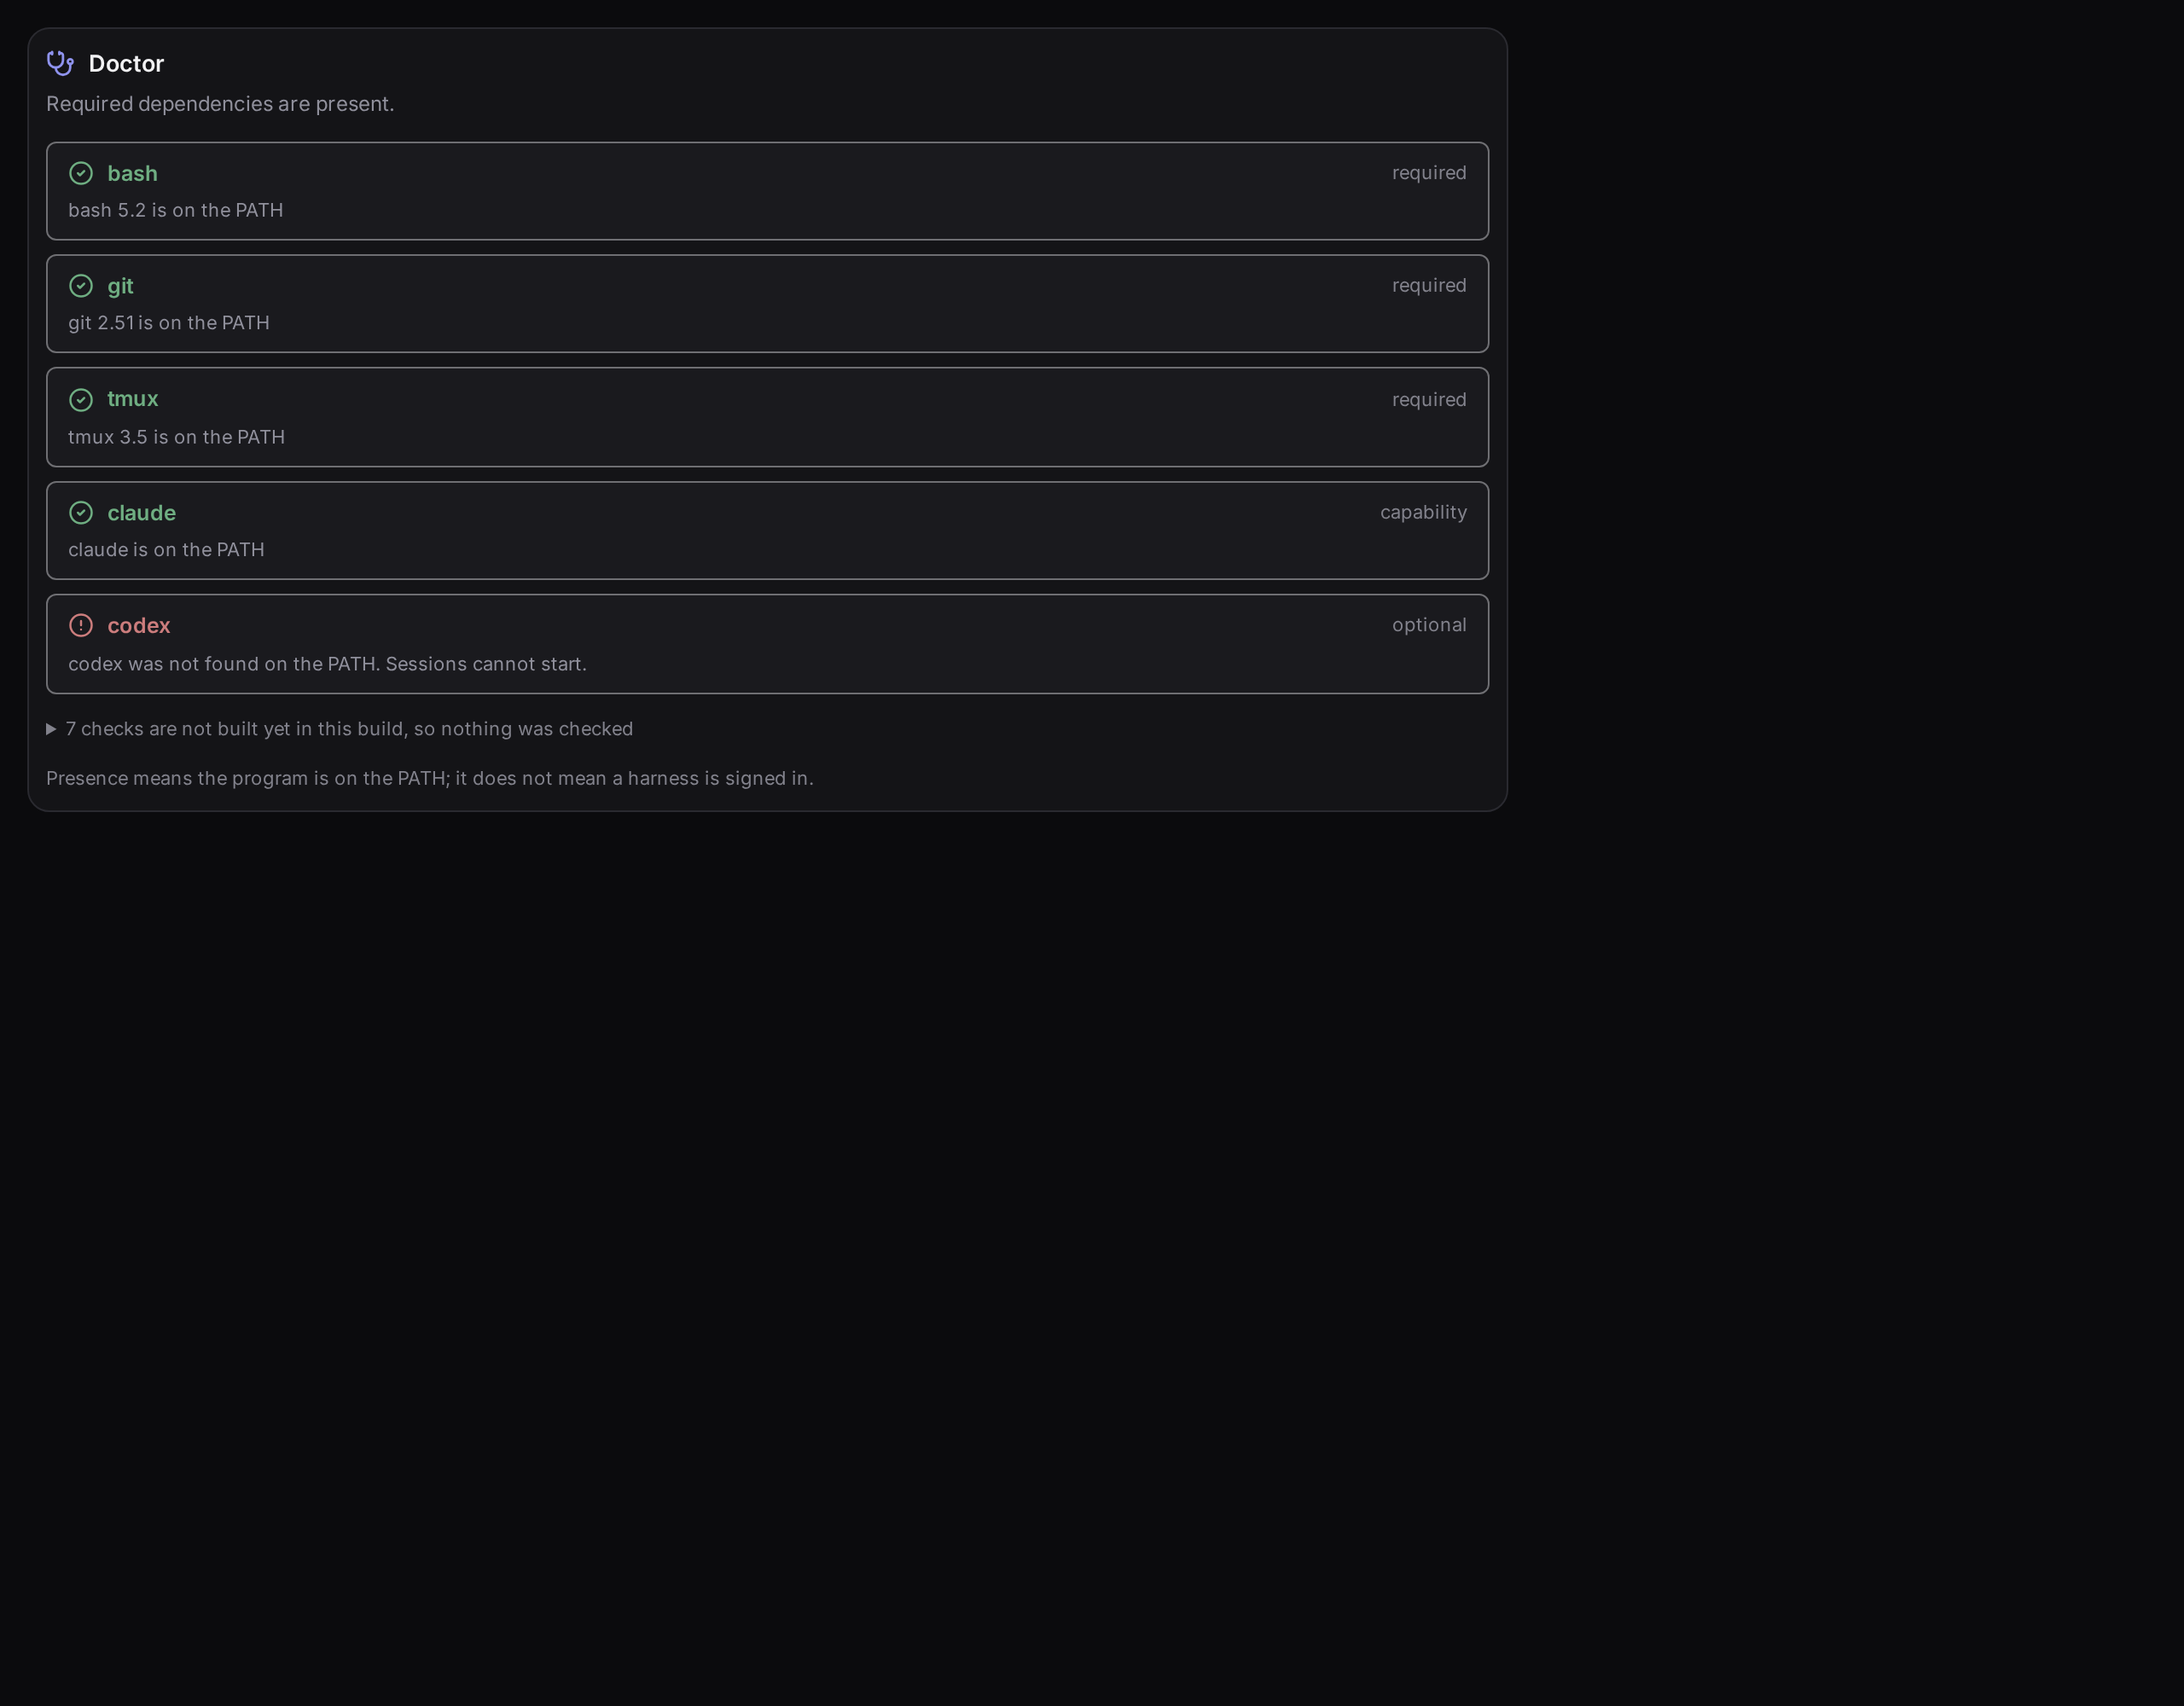 Doctor
Required dependencies are present.
bash required
bash 5.2 is on the PATH
git required
git 2.51 is on the PATH
tmux required
tmux 3.5 is on the PATH
claude capability
claude is on the PATH
codex optional
codex was not found on the PATH. Sessions cannot start.
7 checks are not built yet in this build, so nothing was checked
Presence means the program is on the PATH; it does not mean a harness is signed in.